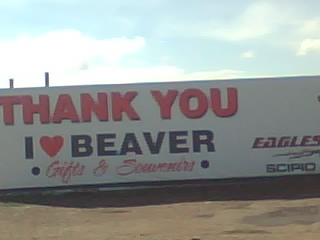 THANK YOU
I ♥ BEAVER
• Gifts & Souvenirs •
EAGLES
SCIPIO